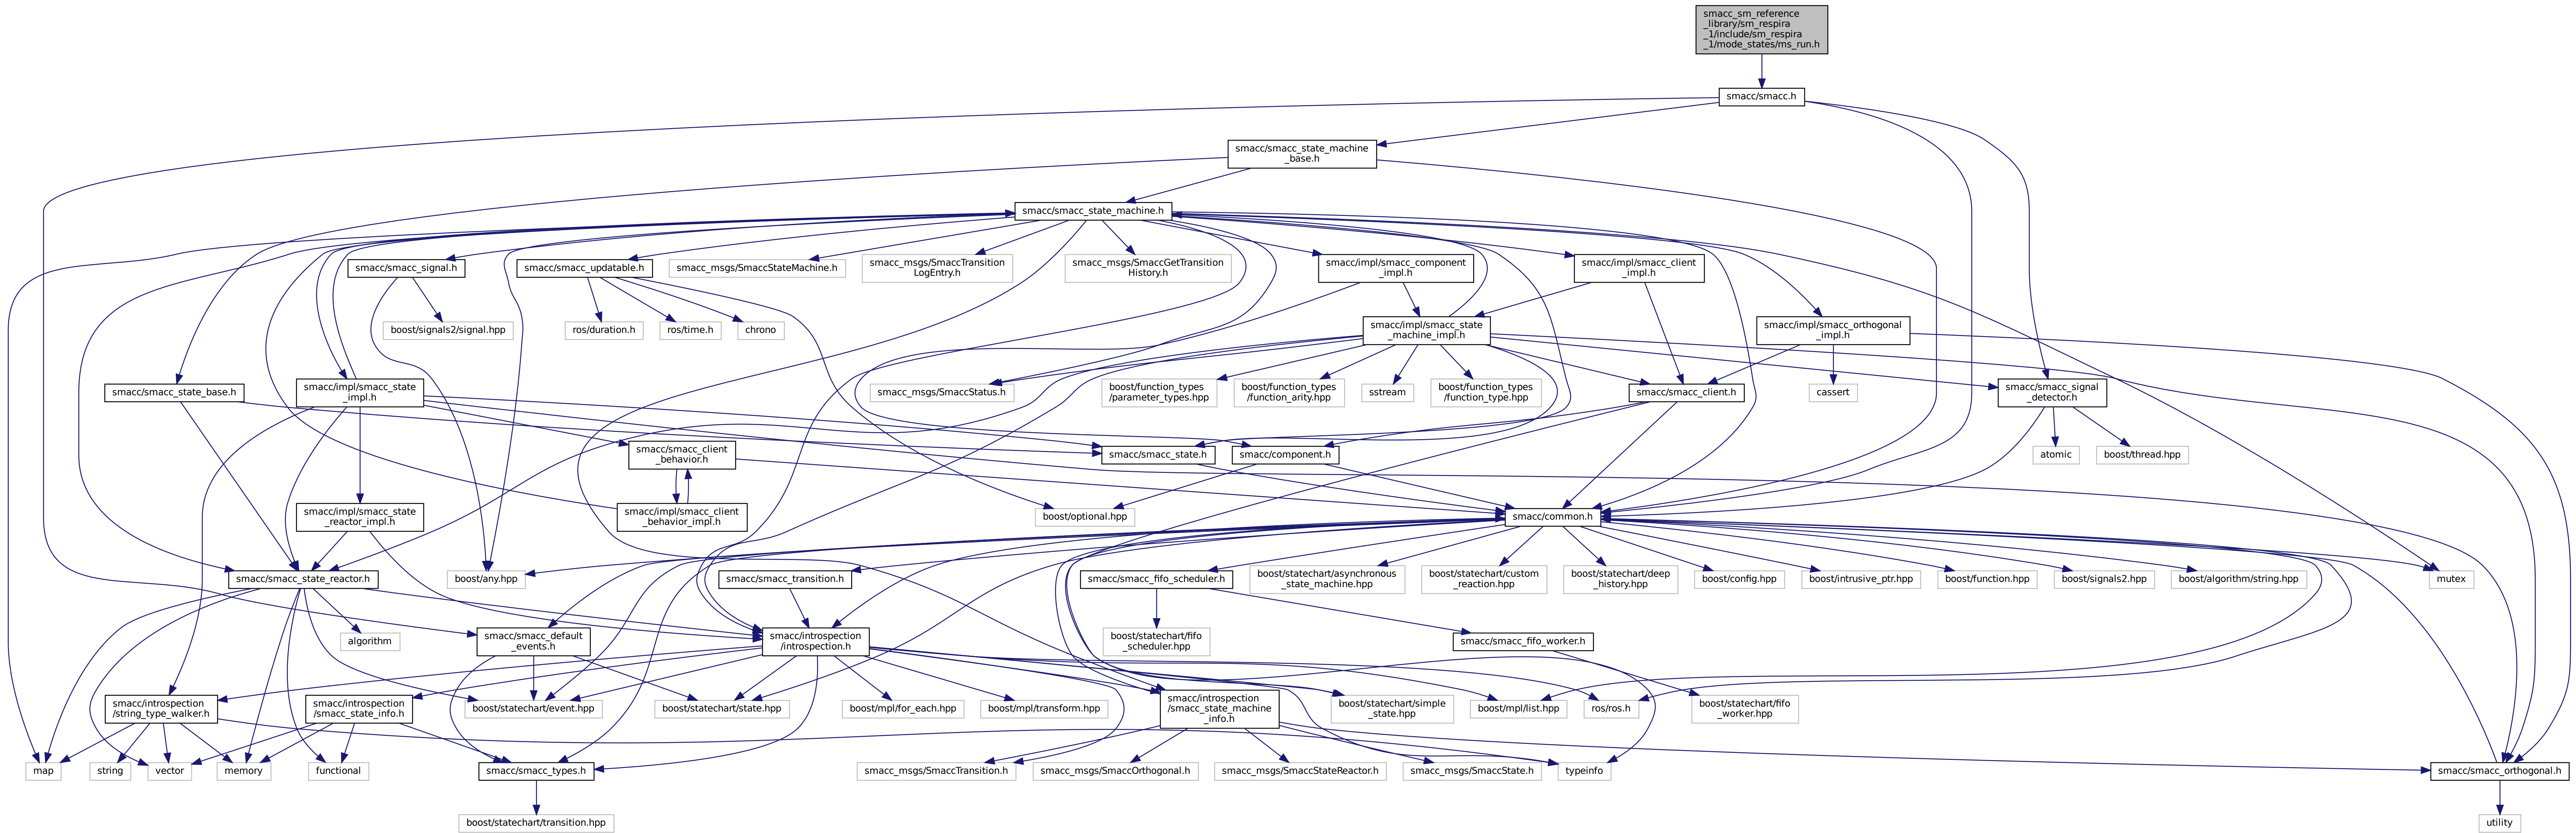 smacc_sm_reference
_library/sm_respira
_1/include/sm_respira
_1/mode_states/ms_run.h
smacc/smacc.h
smacc/smacc_state_machine
_base.h
smacc/smacc_state_machine.h
smacc/smacc_signal.h
smacc/smacc_updatable.h
smacc_msgs/SmaccStateMachine.h
smacc_msgs/SmaccTransition
LogEntry.h
smacc_msgs/SmaccGetTransition
History.h
smacc/impl/smacc_component
_impl.h
smacc/impl/smacc_client
_impl.h
boost/signals2/signal.hpp
ros/duration.h
ros/time.h
chrono
smacc/impl/smacc_state
_machine_impl.h
smacc/impl/smacc_orthogonal
_impl.h
smacc/smacc_state_base.h
smacc/impl/smacc_state
_impl.h
smacc_msgs/SmaccStatus.h
boost/function_types
/parameter_types.hpp
boost/function_types
/function_arity.hpp
sstream
boost/function_types
/function_type.hpp
smacc/smacc_client.h
cassert
smacc/smacc_signal
_detector.h
smacc/smacc_client
_behavior.h
smacc/smacc_state.h
smacc/component.h
atomic
boost/thread.hpp
smacc/impl/smacc_state
_reactor_impl.h
smacc/impl/smacc_client
_behavior_impl.h
boost/optional.hpp
smacc/common.h
smacc/smacc_state_reactor.h
boost/any.hpp
smacc/smacc_transition.h
smacc/smacc_fifo_scheduler.h
boost/statechart/asynchronous
_state_machine.hpp
boost/statechart/custom
_reaction.hpp
boost/statechart/deep
_history.hpp
boost/config.hpp
boost/intrusive_ptr.hpp
boost/function.hpp
boost/signals2.hpp
boost/algorithm/string.hpp
mutex
algorithm
smacc/smacc_default
_events.h
smacc/introspection
/introspection.h
boost/statechart/fifo
_scheduler.hpp
smacc/smacc_fifo_worker.h
smacc/introspection
/string_type_walker.h
smacc/introspection
/smacc_state_info.h
boost/statechart/event.hpp
boost/statechart/state.hpp
boost/mpl/for_each.hpp
boost/mpl/transform.hpp
smacc/introspection
/smacc_state_machine
_info.h
boost/statechart/simple
_state.hpp
boost/mpl/list.hpp
ros/ros.h
boost/statechart/fifo
_worker.hpp
map
string
vector
memory
functional
smacc/smacc_types.h
smacc_msgs/SmaccTransition.h
smacc_msgs/SmaccOrthogonal.h
smacc_msgs/SmaccStateReactor.h
smacc_msgs/SmaccState.h
typeinfo
smacc/smacc_orthogonal.h
boost/statechart/transition.hpp
utility